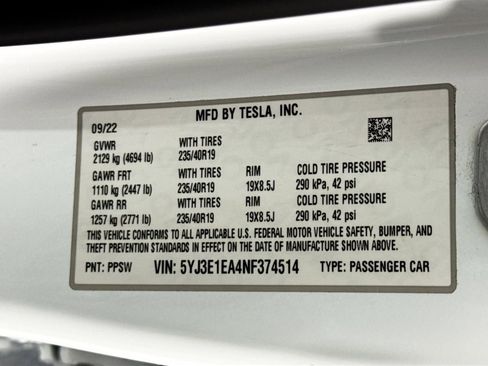 MFD BY TESLA, INC.
09/22
GVWR WITH TIRES
2129 kg (4694 lb) 235/40R19
GAWR FRT WITH TIRES RIM COLD TIRE PRESSURE
1110 kg (2447 lb) 235/40R19 19X8.5J 290 kPa, 42 psi
GAWR RR WITH TIRES RIM COLD TIRE PRESSURE
1257 kg (2771 lb) 235/40R19 19X8.5J 290 kPa, 42 psi
THIS VEHICLE CONFORMS TO ALL APPLICABLE U.S. FEDERAL MOTOR VEHICLE SAFETY, BUMPER, AND
THEFT PREVENTION STANDARDS IN EFFECT ON THE DATE OF MANUFACTURE SHOWN ABOVE.
PNT: PPSW VIN: 5YJ3E1EA4NF374514 TYPE: PASSENGER CAR